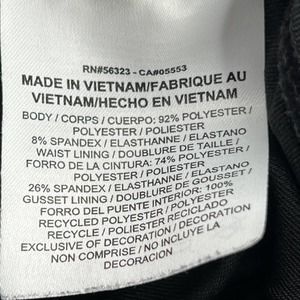 RN#56323 - CA#05553
MADE IN VIETNAM/FABRIQUE AU
VIETNAM/HECHO EN VIETNAM
BODY / CORPS / CUERPO: 92% POLYESTER /
POLYESTER / POLIESTER
8% SPANDEX / ELASTHANNE / ELASTANO
WAIST LINING / DOUBLURE DE TAILLE /
FORRO DE LA CINTURA: 74% POLYESTER /
POLYESTER / POLIESTER
26% SPANDEX / ELASTHANNE / ELASTANO
GUSSET LINING / DOUBLURE DE GOUSSET /
FORRO DEL PUENTE INTERIOR: 100%
RECYCLED POLYESTER / POLYESTER
RECYCLE / POLIESTER RECICLADO
EXCLUSIVE OF DECORATION / DECORATION
NON COMPRISE / NO INCLUYE LA
DECORACION